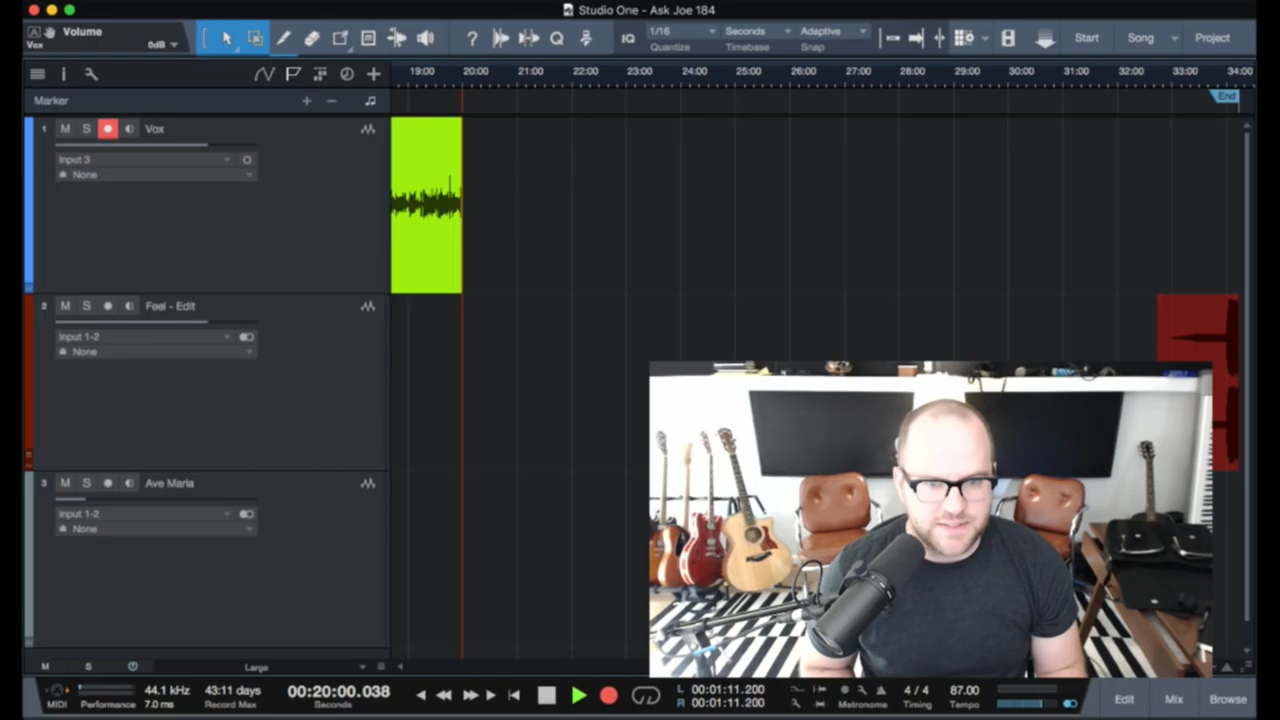 Studio One - Ask Joe 184
Volume
Vox 0dB
IQ 1/16 Seconds Adaptive Start Song Project
Quantize Timebase Snap
19:00 20:00 21:00 22:00 23:00 24:00 25:00 26:00 27:00 28:00 29:00 30:00 31:00 32:00 33:00 34:00
Marker End
1 M S Vox
Input 3
None
2 M S Feel - Edit
Input 1-2
None
3 M S Ave Maria
Input 1-2
None
M S Large
MIDI Performance 44.1 kHz 7.0 ms 43:11 days Record Max 00:20:00.038 Seconds
L 00:01:11.200
R 00:01:11.200
Metronome 4 / 4 Timing 87.00 Tempo Edit Mix Browse